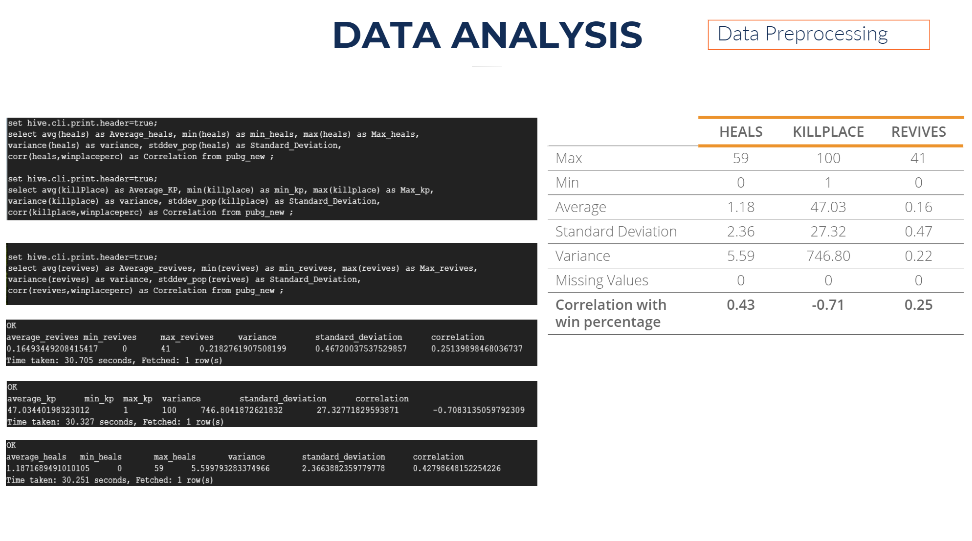 DATA ANALYSIS
Data Preprocessing
set hive.cli.print.header=true;
select avg(heals) as Average_heals, min(heals) as min_heals, max(heals) as Max_heals,
variance(heals) as variance, stddev_pop(heals) as Standard_Deviation,
corr(heals,winplaceperc) as Correlation from pubg_new ;
set hive.cli.print.header=true;
select avg(killPlace) as Average_KP, min(killplace) as min_kp, max(killplace) as Max_kp,
variance(killplace) as variance, stddev_pop(killplace) as Standard_Deviation,
corr(killplace,winplaceperc) as Correlation from pubg_new ;
set hive.cli.print.header=true;
select avg(revives) as Average_revives, min(revives) as min_revives, max(revives) as Max_revives,
variance(revives) as variance, stddev_pop(revives) as Standard_Deviation,
corr(revives,winplaceperc) as Correlation from pubg_new ;
OK
average_revives min_revives max_revives variance standard_deviation correlation
0.16493449208415417 0 41 0.2182761907508199 0.46720037537529857 0.25139898468036737
Time taken: 30.705 seconds, Fetched: 1 row(s)
OK
average_kp min_kp max_kp variance standard_deviation correlation
47.03440198323012 1 100 746.8041872621832 27.32771829593871 -0.7083135059792309
Time taken: 30.327 seconds, Fetched: 1 row(s)
OK
average_heals min_heals max_heals variance standard_deviation correlation
1.1871689491010105 0 59 5.599793283374966 2.3663882359779778 0.42798648152254226
Time taken: 30.251 seconds, Fetched: 1 row(s)
HEALS KILLPLACE REVIVES
Max 59 100 41
Min 0 1 0
Average 1.18 47.03 0.16
Standard Deviation 2.36 27.32 0.47
Variance 5.59 746.80 0.22
Missing Values 0 0 0
Correlation with 0.43 -0.71 0.25
win percentage